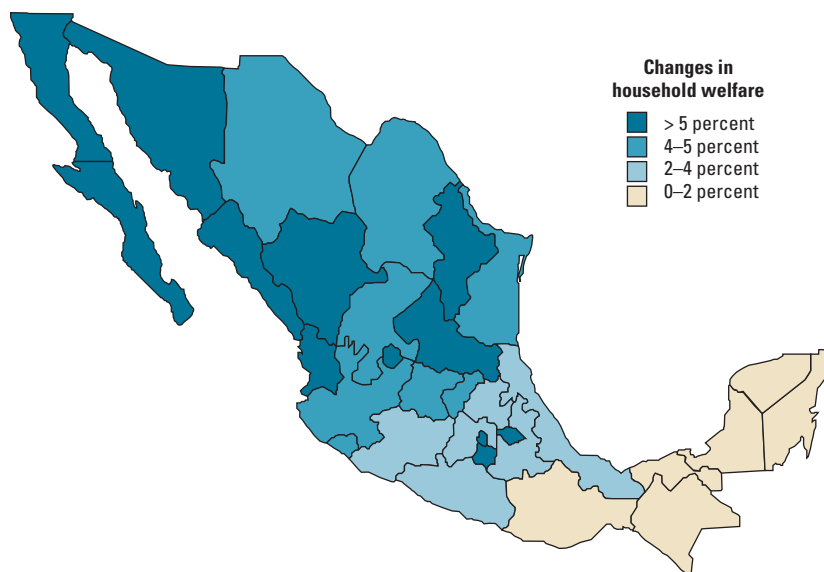 Changes in
household welfare
> 5 percent
4–5 percent
2–4 percent
0–2 percent